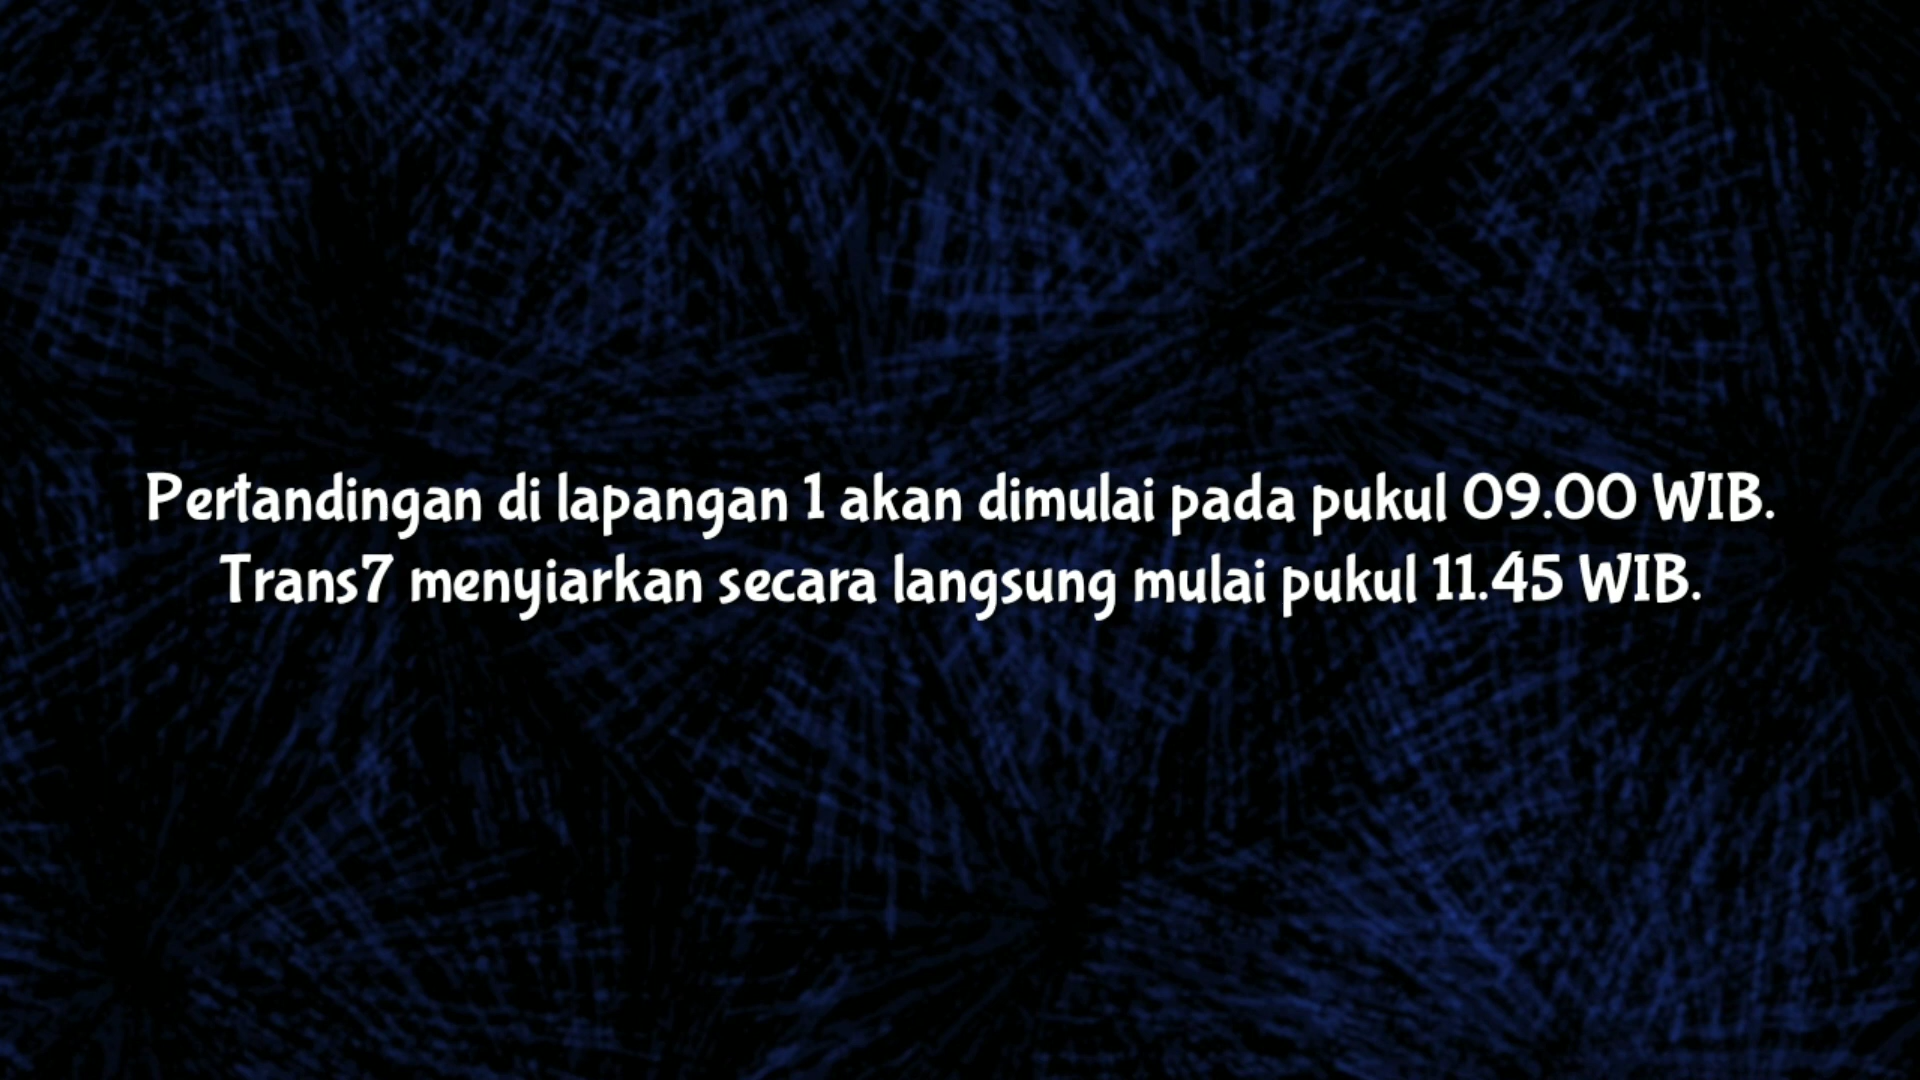 Pertandingan di lapangan 1 akan dimulai pada pukul 09.00 WIB.
Trans7 menyiarkan secara langsung mulai pukul 11.45 WIB.